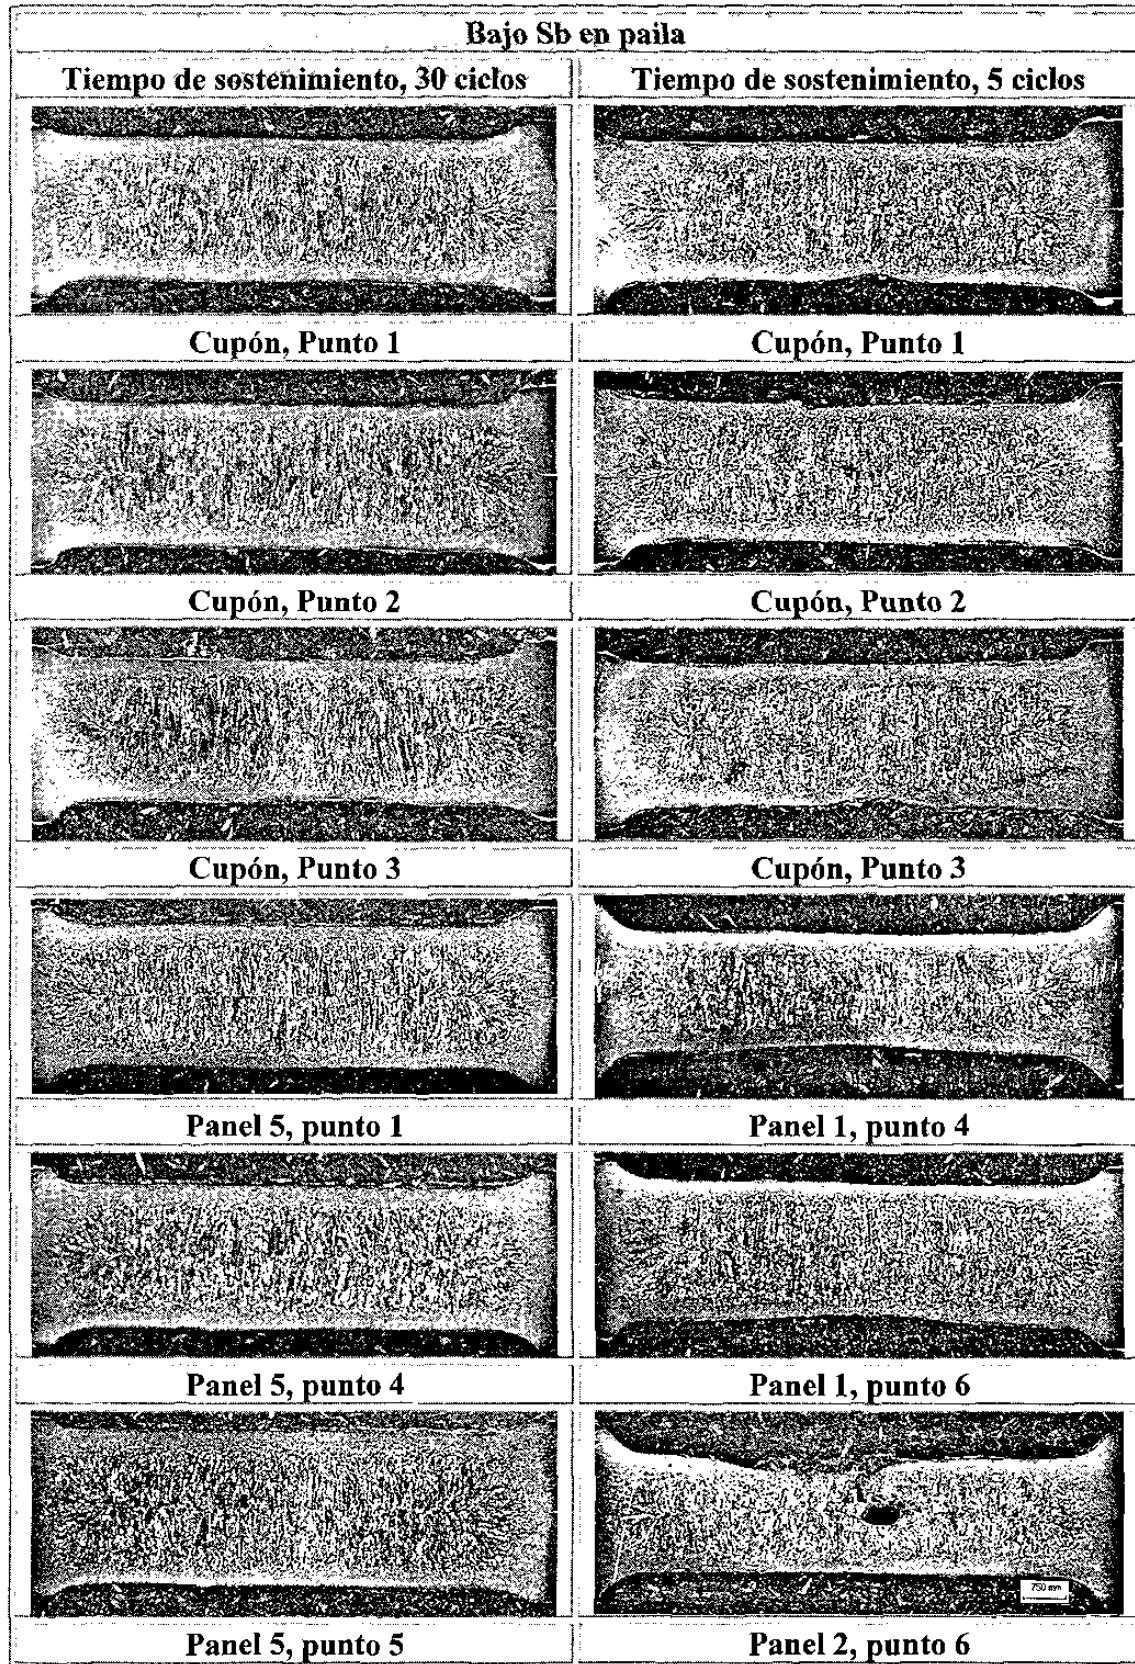 Bajo Sb en paila
Tiempo de sostenimiento, 30 ciclos
Tiempo de sostenimiento, 5 ciclos
Cupón, Punto 1
Cupón, Punto 1
Cupón, Punto 2
Cupón, Punto 2
Cupón, Punto 3
Cupón, Punto 3
Panel 5, punto 1
Panel 1, punto 4
Panel 5, punto 4
Panel 1, punto 6
750
Panel 5, punto 5
Panel 2, punto 6